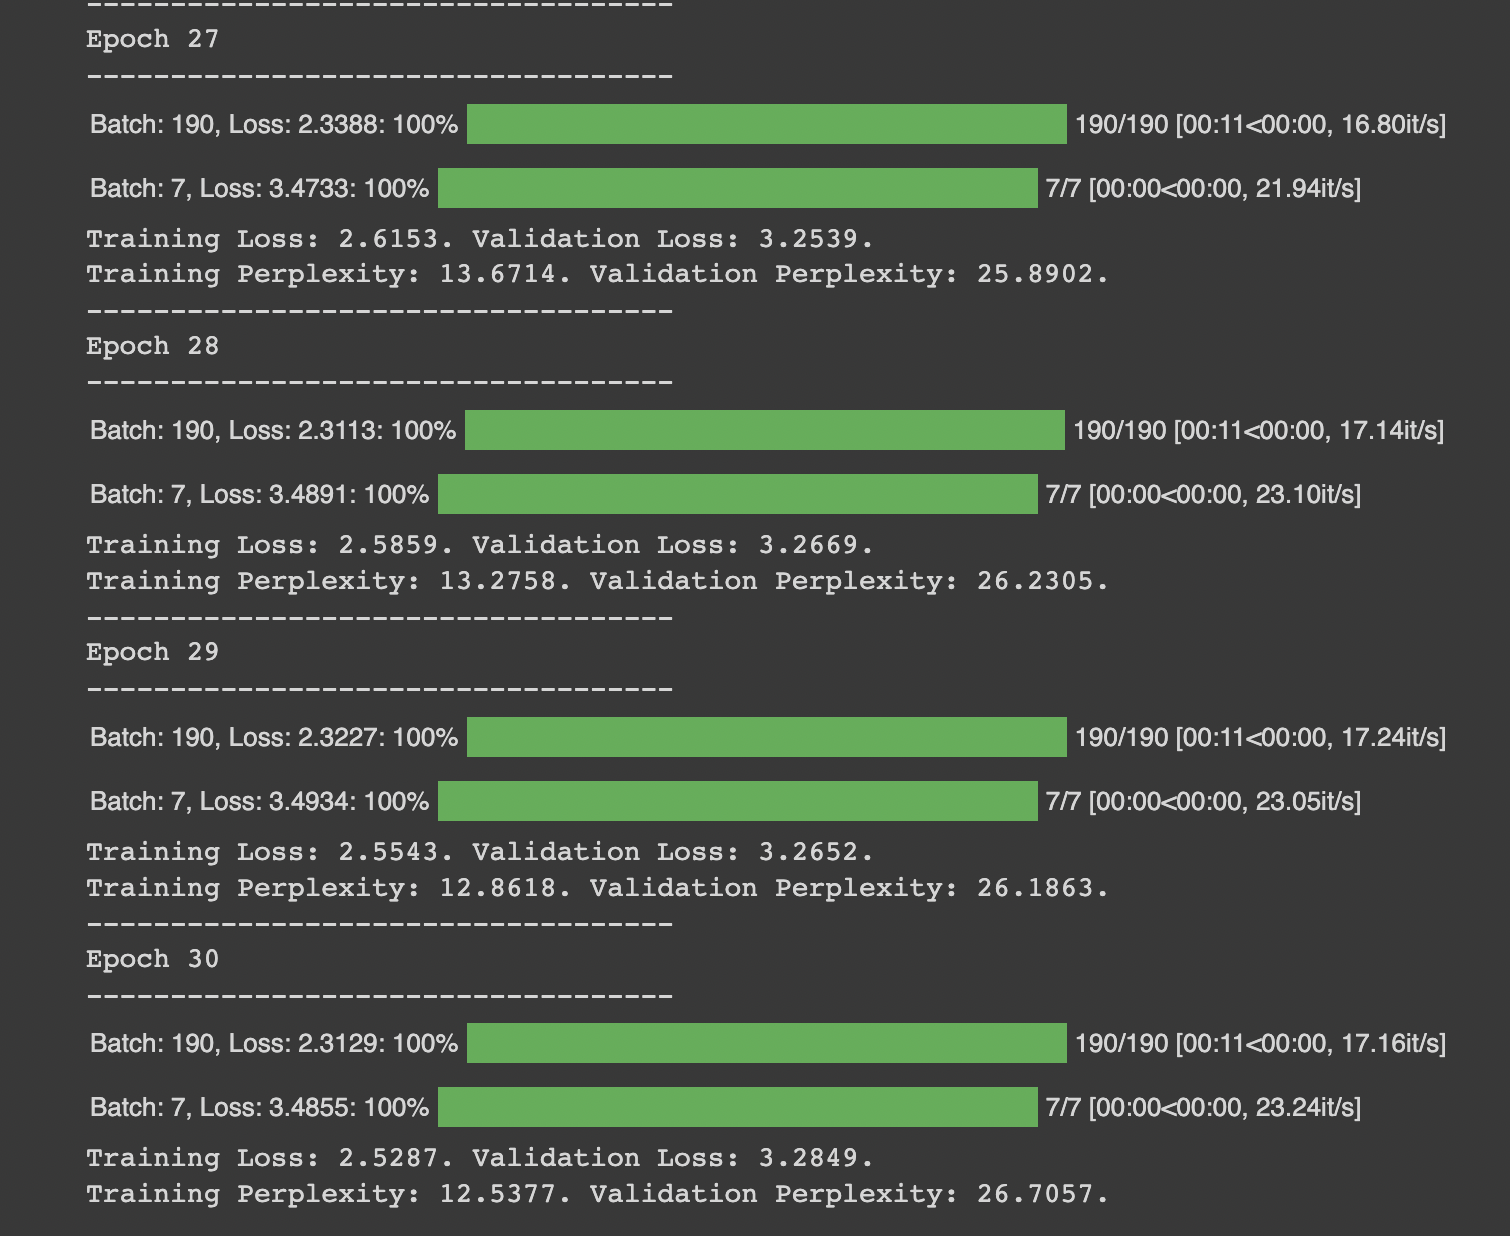 ----------------------------------
Epoch 27
----------------------------------
Batch: 190, Loss: 2.3388: 100% 190/190 [00:11<00:00, 16.80it/s]
Batch: 7, Loss: 3.4733: 100% 7/7 [00:00<00:00, 21.94it/s]
Training Loss: 2.6153. Validation Loss: 3.2539.
Training Perplexity: 13.6714. Validation Perplexity: 25.8902.
----------------------------------
Epoch 28
----------------------------------
Batch: 190, Loss: 2.3113: 100% 190/190 [00:11<00:00, 17.14it/s]
Batch: 7, Loss: 3.4891: 100% 7/7 [00:00<00:00, 23.10it/s]
Training Loss: 2.5859. Validation Loss: 3.2669.
Training Perplexity: 13.2758. Validation Perplexity: 26.2305.
----------------------------------
Epoch 29
----------------------------------
Batch: 190, Loss: 2.3227: 100% 190/190 [00:11<00:00, 17.24it/s]
Batch: 7, Loss: 3.4934: 100% 7/7 [00:00<00:00, 23.05it/s]
Training Loss: 2.5543. Validation Loss: 3.2652.
Training Perplexity: 12.8618. Validation Perplexity: 26.1863.
----------------------------------
Epoch 30
----------------------------------
Batch: 190, Loss: 2.3129: 100% 190/190 [00:11<00:00, 17.16it/s]
Batch: 7, Loss: 3.4855: 100% 7/7 [00:00<00:00, 23.24it/s]
Training Loss: 2.5287. Validation Loss: 3.2849.
Training Perplexity: 12.5377. Validation Perplexity: 26.7057.